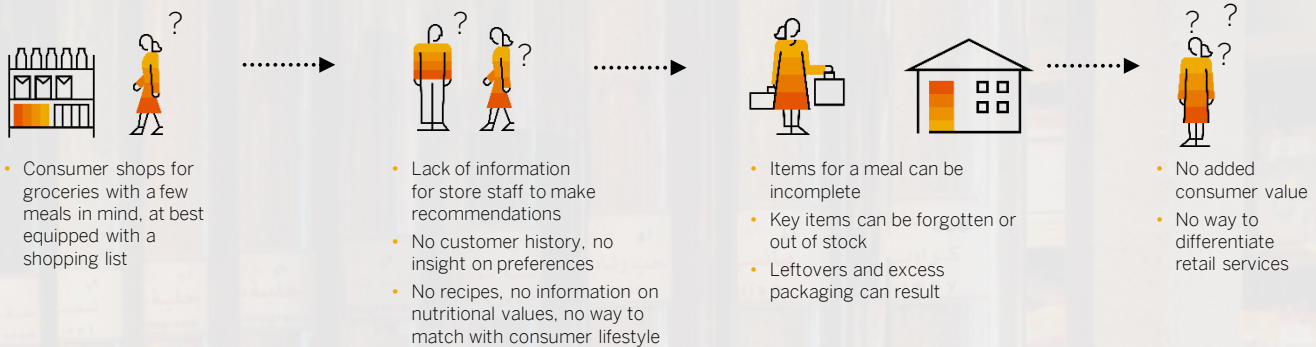 ?
?
?
?
?
?
• Consumer shops for
groceries with a few
meals in mind, at best
equipped with a
shopping list
• Lack of information
for store staff to make
recommendations
• No customer history, no
insight on preferences
• No recipes, no information on
nutritional values, no way to
match with consumer lifestyle
• Items for a meal can be
incomplete
• Key items can be forgotten or
out of stock
• Leftovers and excess
packaging can result
• No added
consumer value
• No way to
differentiate
retail services